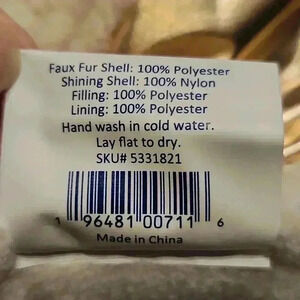 Faux Fur Shell: 100% Polyester
Shining Shell: 100% Nylon
Filling: 100% Polyester
Lining: 100% Polyester
Hand wash in cold water.
Lay flat to dry.
SKU# 5331821
1 96481 00711 6
Made in China